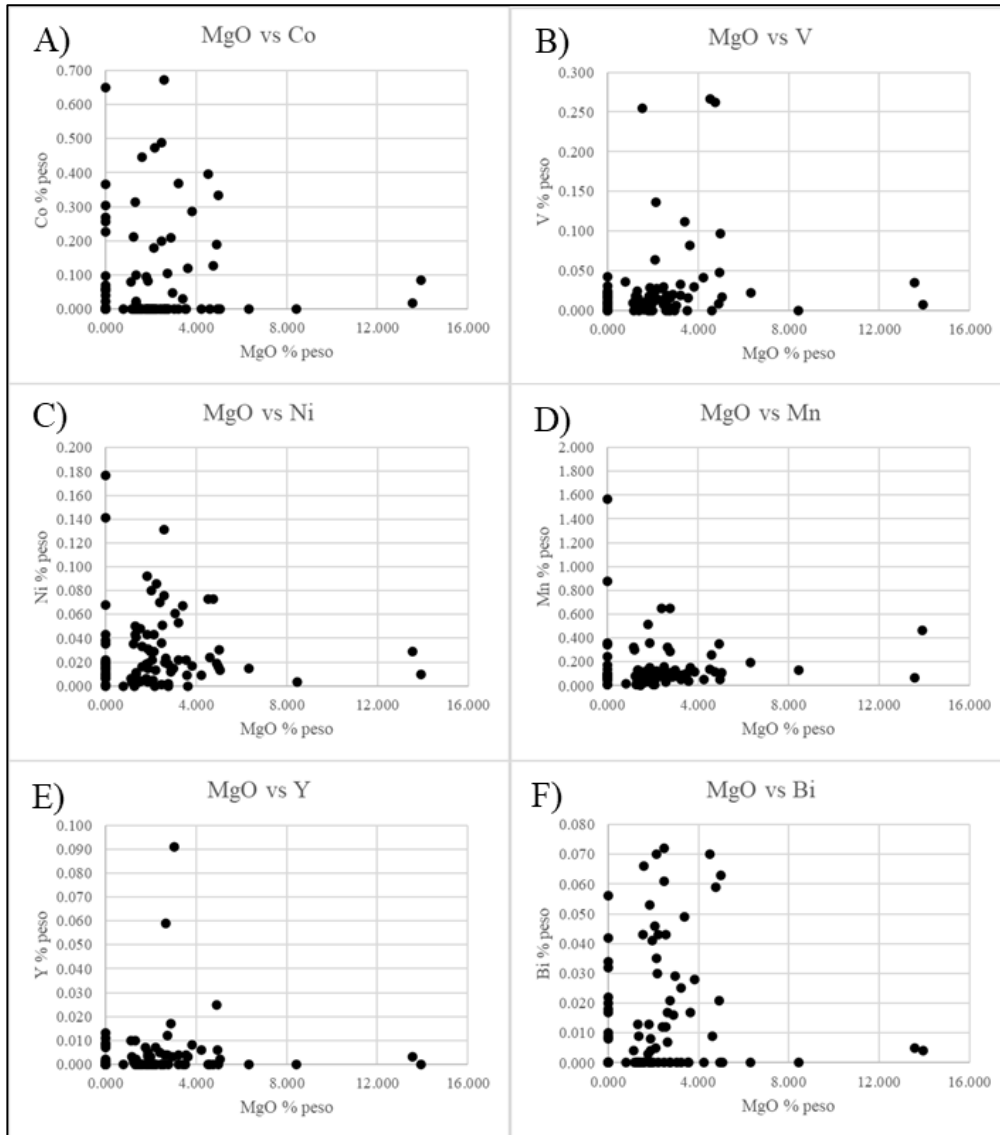 A)
MgO vs Co
0.700
0.600
0.500
0.400
0.300
0.200
0.100
0.000
Co % peso
0.000 4.000 8.000 12.000 16.000
MgO % peso
B)
MgO vs V
0.300
0.250
0.200
0.150
0.100
0.050
0.000
V % peso
0.000 4.000 8.000 12.000 16.000
MgO % peso
C)
MgO vs Ni
0.200
0.180
0.160
0.140
0.120
0.100
0.080
0.060
0.040
0.020
0.000
Ni % peso
0.000 4.000 8.000 12.000 16.000
MgO % peso
D)
MgO vs Mn
2.000
1.800
1.600
1.400
1.200
1.000
0.800
0.600
0.400
0.200
0.000
Mn % peso
0.000 4.000 8.000 12.000 16.000
MgO % peso
E)
MgO vs Y
0.100
0.090
0.080
0.070
0.060
0.050
0.040
0.030
0.020
0.010
0.000
Y % peso
0.000 4.000 8.000 12.000 16.000
MgO % peso
F)
MgO vs Bi
0.080
0.070
0.060
0.050
0.040
0.030
0.020
0.010
0.000
Bi % peso
0.000 4.000 8.000 12.000 16.000
MgO % peso